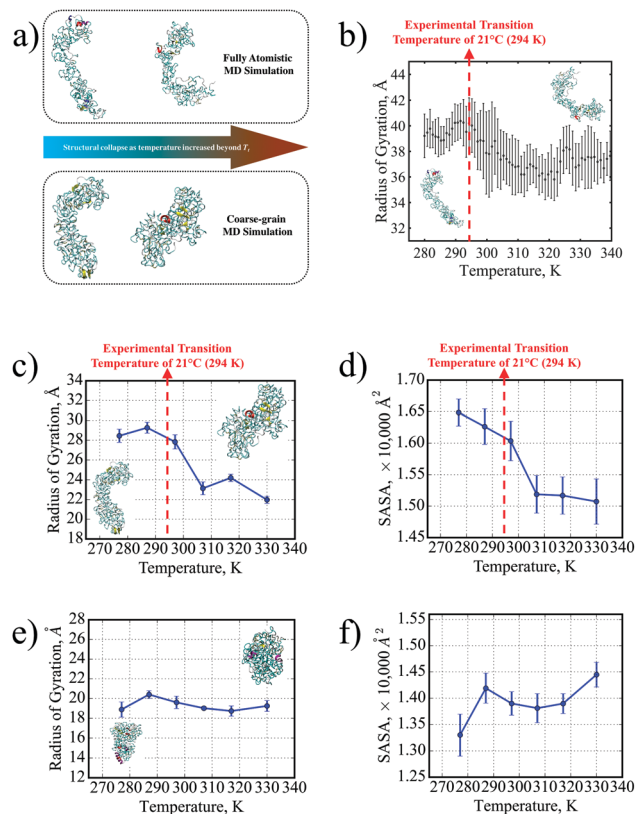 a)
Fully Atomistic
MD Simulation
Structural collapse as temperature increased beyond Tt
Coarse-grain
MD Simulation
Experimental Transition
Temperature of 21°C (294 K)
b)
Radius of Gyration, Å
44
42
40
38
36
34
32
31
280 290 300 310 320 330 340
Temperature, K
Experimental Transition
Temperature of 21°C (294 K)
c)
Radius of Gyration, Å
34
32
30
28
26
24
22
20
18
270 280 290 300 310 320 330 340
Temperature, K
Experimental Transition
Temperature of 21°C (294 K)
d)
SASA, × 10,000 Å²
1.70
1.65
1.60
1.55
1.50
1.45
270 280 290 300 310 320 330 340
Temperature, K
e)
Radius of Gyration, Å
28
26
24
22
20
18
16
14
12
270 280 290 300 310 320 330 340
Temperature, K
f)
SASA, × 10,000 Å²
1.55
1.50
1.45
1.40
1.35
1.30
1.25
270 280 290 300 310 320 330 340
Temperature, K